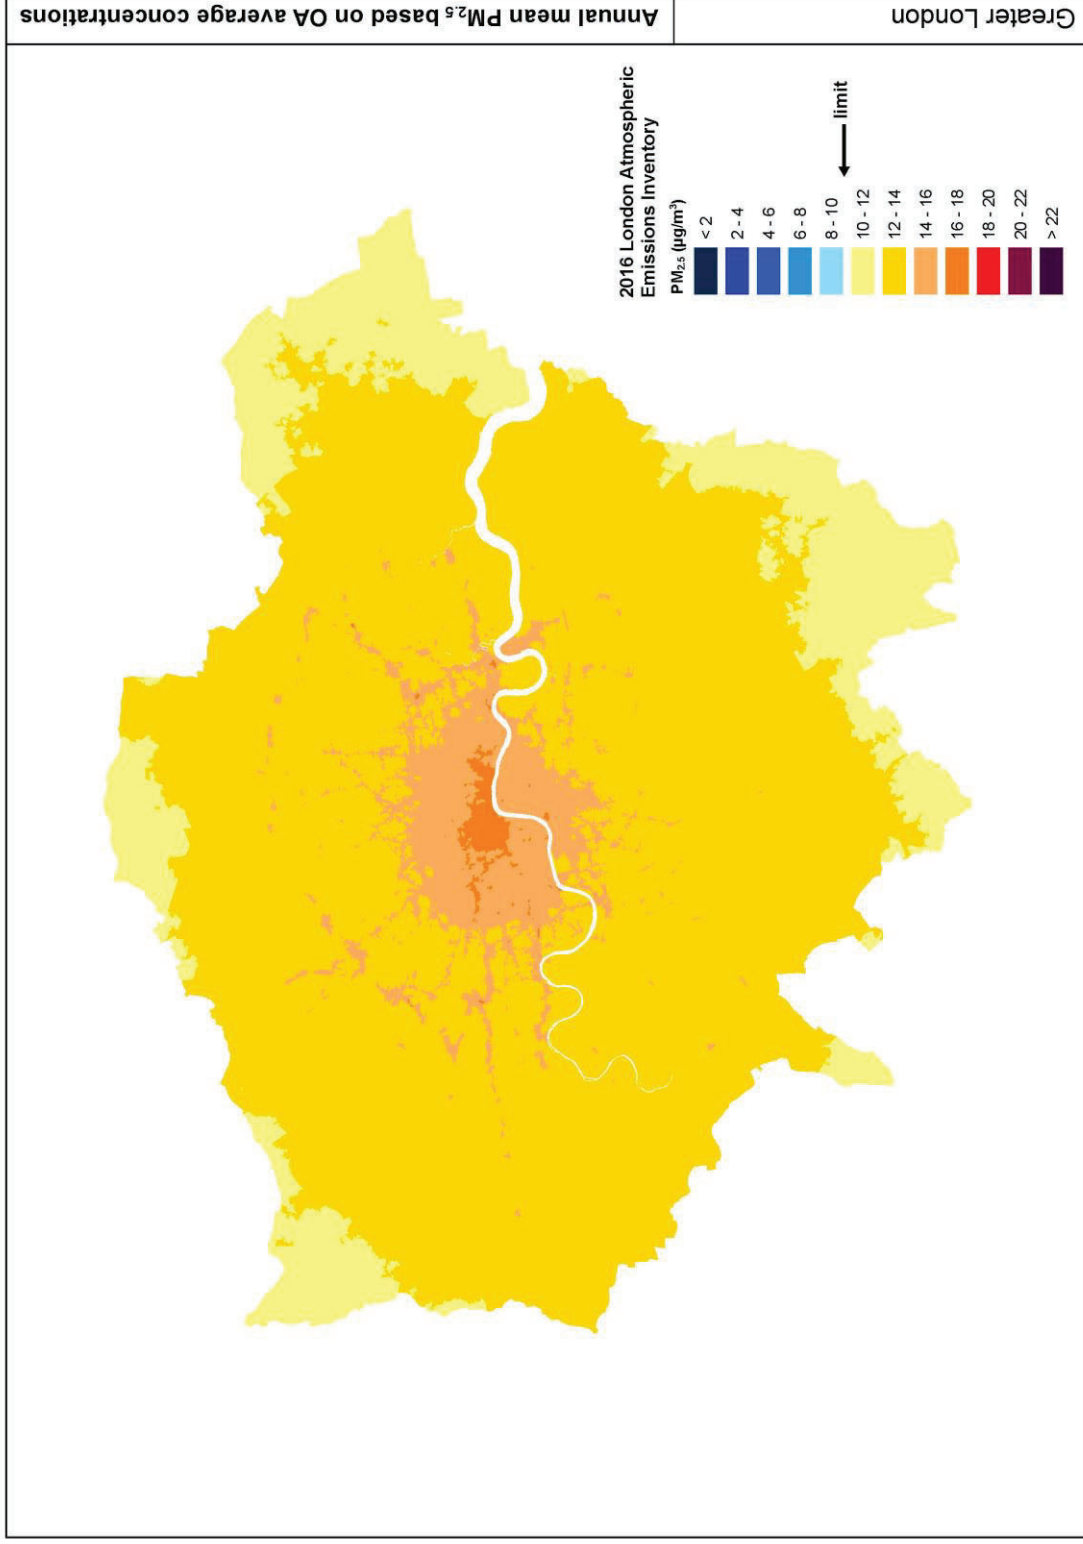 Annual mean PM₂.₅ based on OA average concentrations
Greater London
2016 London Atmospheric
Emissions Inventory
PM₂.₅ (µg/m³)
< 2
2 - 4
4 - 6
6 - 8
8 - 10
limit
10 - 12
12 - 14
14 - 16
16 - 18
18 - 20
20 - 22
> 22